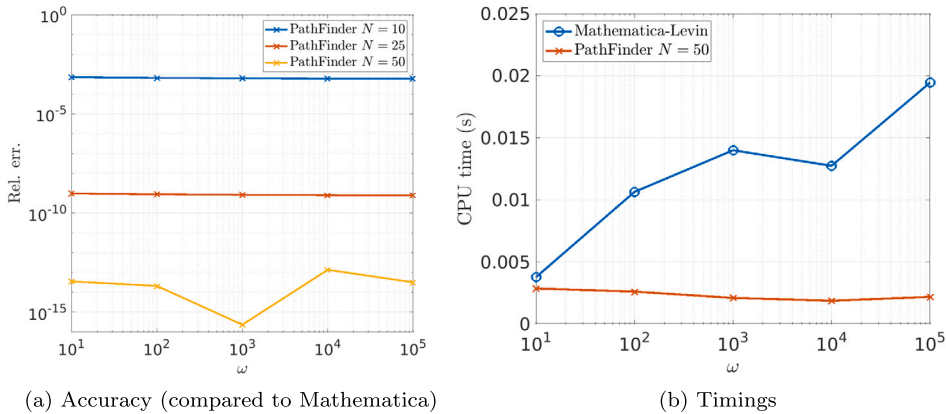 10^0
10^-5
10^-10
10^-15
Rel. err.
PathFinder N = 10
PathFinder N = 25
PathFinder N = 50
10^1 10^2 10^3 10^4 10^5
ω
(a) Accuracy (compared to Mathematica)
0.025
0.02
0.015
0.01
0.005
0
CPU time (s)
Mathematica-Levin
PathFinder N = 50
10^1 10^2 10^3 10^4 10^5
ω
(b) Timings